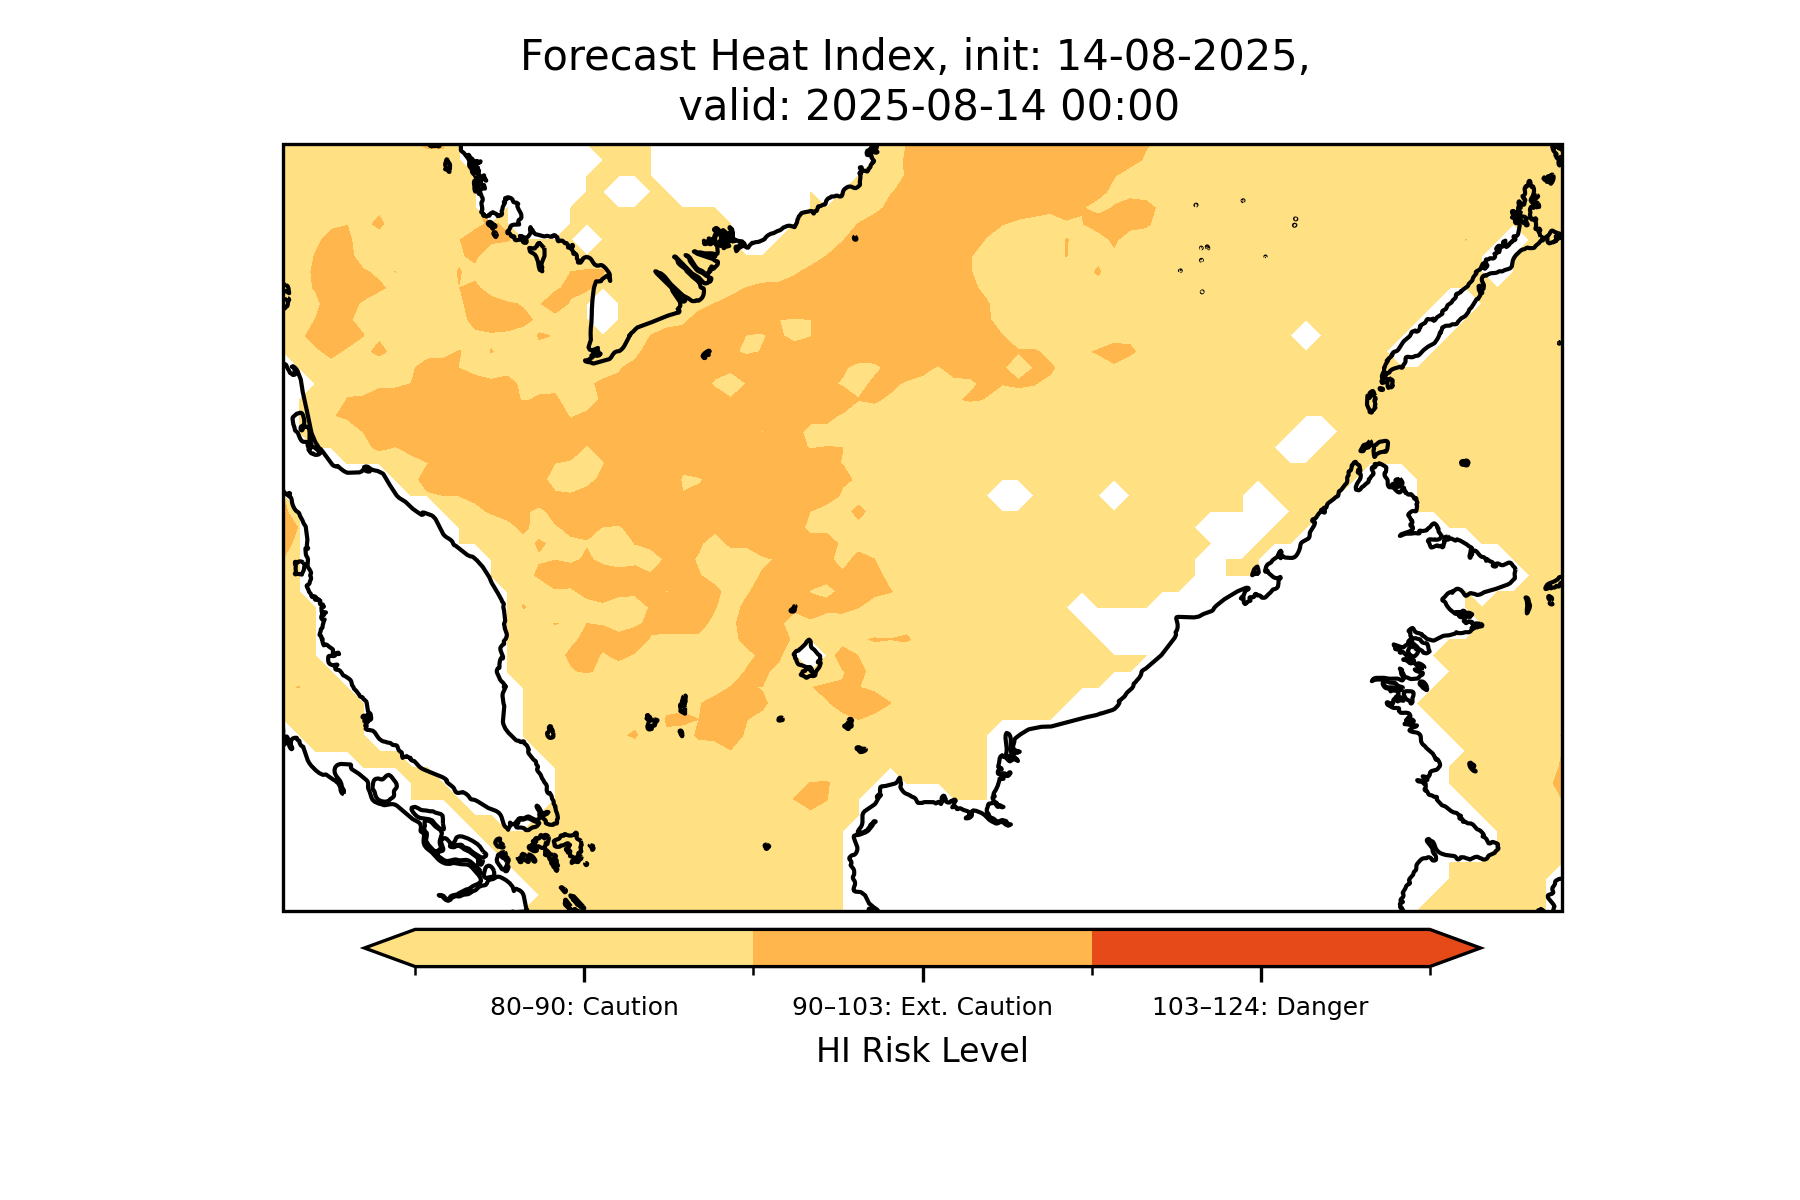 Forecast Heat Index, init: 14-08-2025,
valid: 2025-08-14 00:00
80–90: Caution
90–103: Ext. Caution
103–124: Danger
HI Risk Level